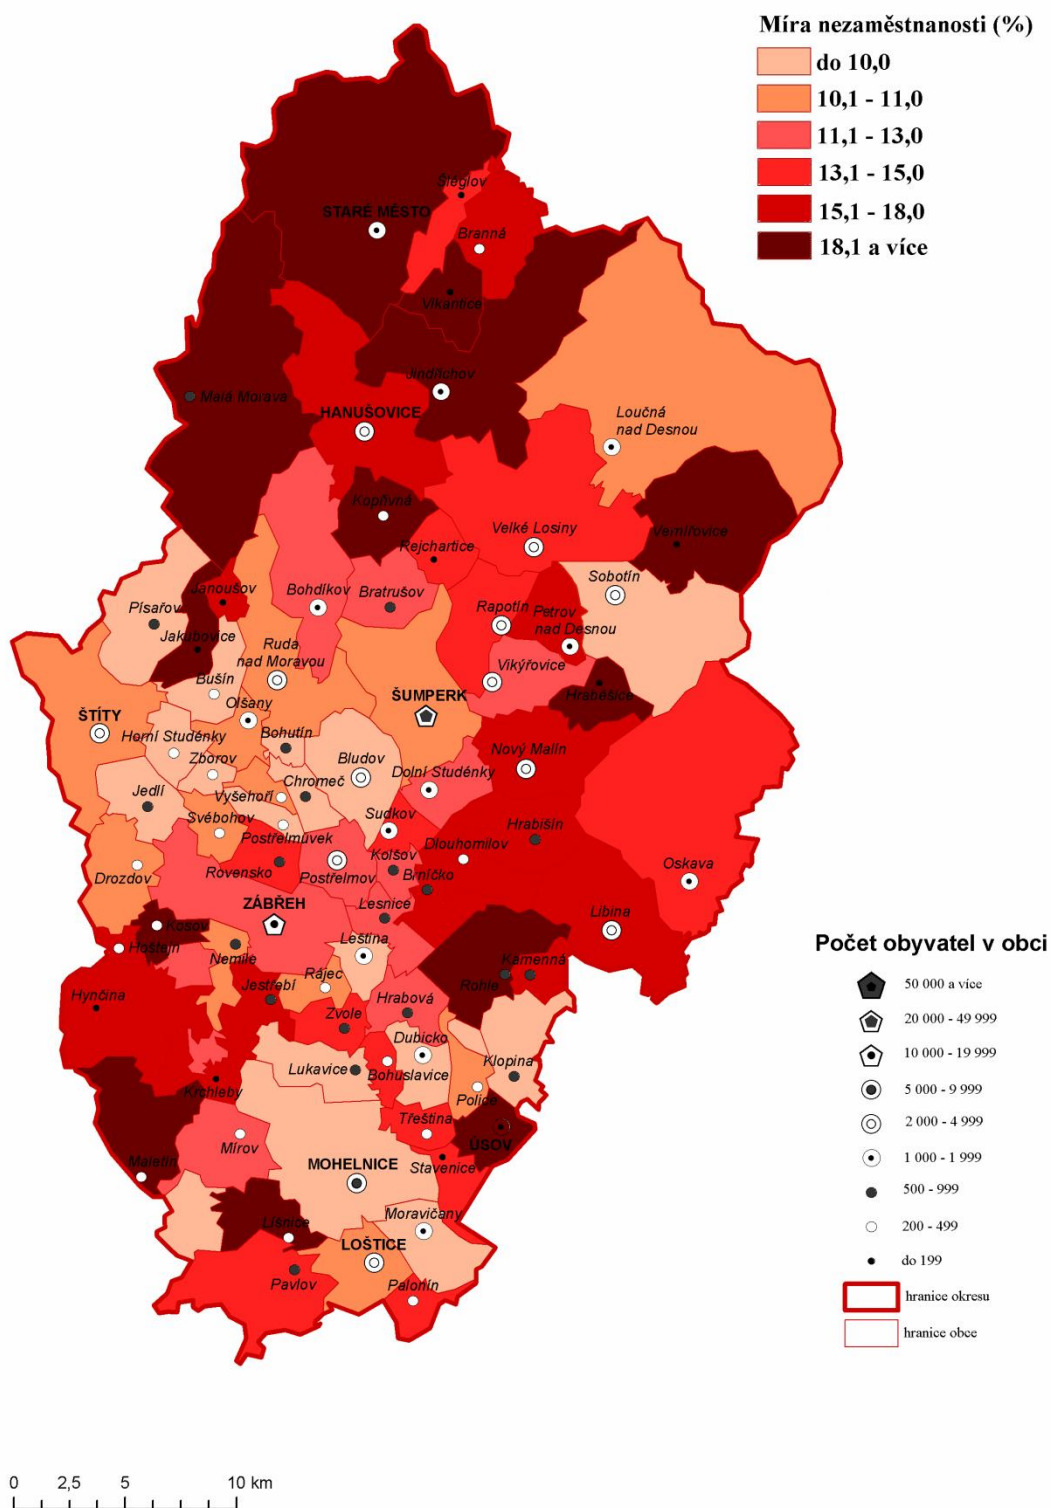 Míra nezaměstnanosti (%)
do 10,0
10,1 - 11,0
11,1 - 13,0
13,1 - 15,0
15,1 - 18,0
18,1 a více
Šléglov
STARÉ MĚSTO
Branná
Vikantice
Jindřichov
Malá Morava
HANUŠOVICE
Loučná
nad Desnou
Kopřivná
Velké Losiny
Vernířovice
Rejchartice
Sobotín
Janoušov
Bohdíkov
Bratrušov
Písařov
Rapotín
Petrov
nad Desnou
Jakubovice
Ruda
nad Moravou
Vikýřovice
Bušín
ŠUMPERK
Hraběšice
Olšany
ŠTÍTY
Bohutín
Horní Studénky
Nový Malín
Zborov
Bludov
Dolní Studénky
Jedlí
Chromeč
Vyšehoří
Svébohov
Sudkov
Hrabišín
Postřelmůvek
Dlouhomilov
Kolšov
Oskava
Drozdov
Rovensko
Postřelmov
Brníčko
ZÁBŘEH
Lesnice
Libina
Kosov
Leština
Hoštejn
Nemile
Kamenná
Rájec
Rohle
Jestřebí
Hynčina
Hrabová
Zvole
Dubicko
Klopina
Lukavice
Bohuslavice
Krchleby
Police
Třeština
Mírov
ÚSOV
Maletín
MOHELNICE
Stavenice
Moravičany
Líšnice
LOŠTICE
Pavlov
Palonín
Počet obyvatel v obci
50 000 a více
20 000 - 49 999
10 000 - 19 999
5 000 - 9 999
2 000 - 4 999
1 000 - 1 999
500 - 999
200 - 499
do 199
hranice okresu
hranice obce
0 2,5 5 10 km